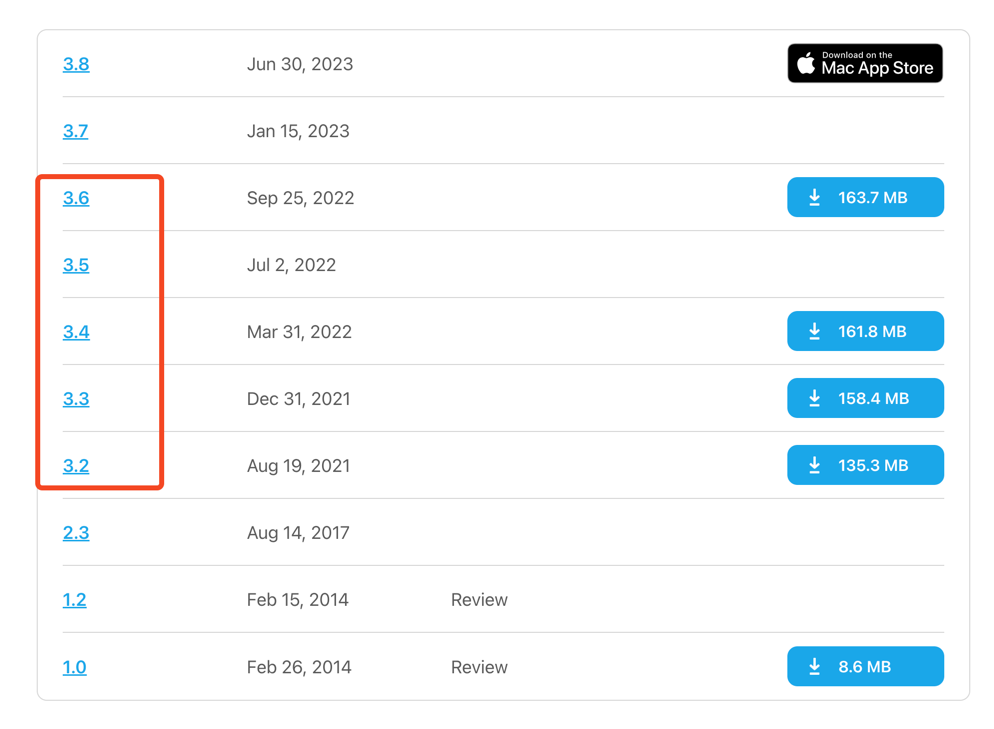 3.8 Jun 30, 2023 Download on the
Mac App Store
3.7 Jan 15, 2023
3.6 Sep 25, 2022 163.7 MB
3.5 Jul 2, 2022
3.4 Mar 31, 2022 161.8 MB
3.3 Dec 31, 2021 158.4 MB
3.2 Aug 19, 2021 135.3 MB
2.3 Aug 14, 2017
1.2 Feb 15, 2014 Review
1.0 Feb 26, 2014 Review 8.6 MB